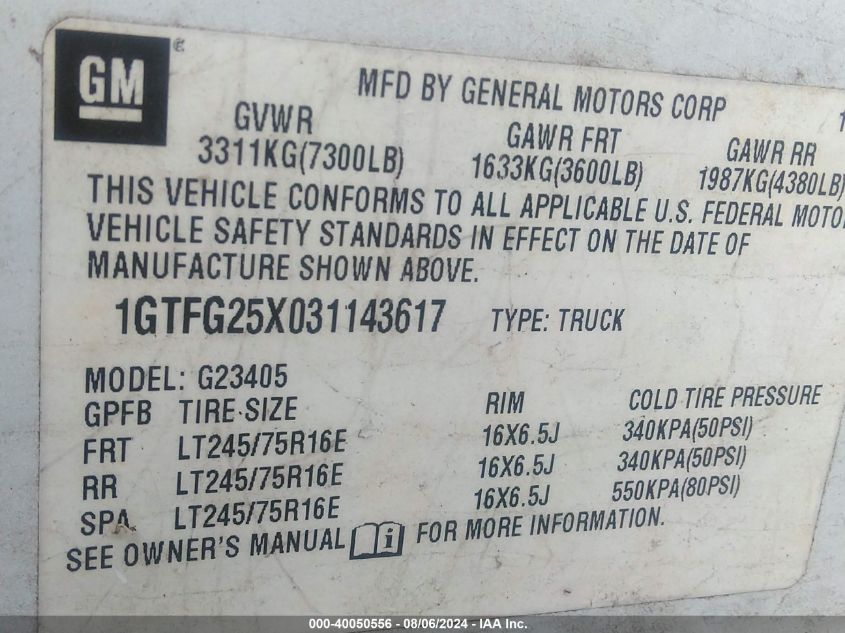 GM
MFD BY GENERAL MOTORS CORP
GVWR GAWR FRT GAWR RR
3311KG(7300LB) 1633KG(3600LB) 1987KG(4380LB)
THIS VEHICLE CONFORMS TO ALL APPLICABLE U.S. FEDERAL MOTO
VEHICLE SAFETY STANDARDS IN EFFECT ON THE DATE OF
MANUFACTURE SHOWN ABOVE.
1GTFG25X031143617 TYPE: TRUCK
MODEL: G23405
GPFB TIRE SIZE RIM COLD TIRE PRESSURE
FRT LT245/75R16E 16X6.5J 340KPA(50PSI)
RR LT245/75R16E 16X6.5J 340KPA(50PSI)
SPA LT245/75R16E 16X6.5J 550KPA(80PSI)
SEE OWNER'S MANUAL i FOR MORE INFORMATION.
000-40050556 - 08/06/2024 - IAA Inc.